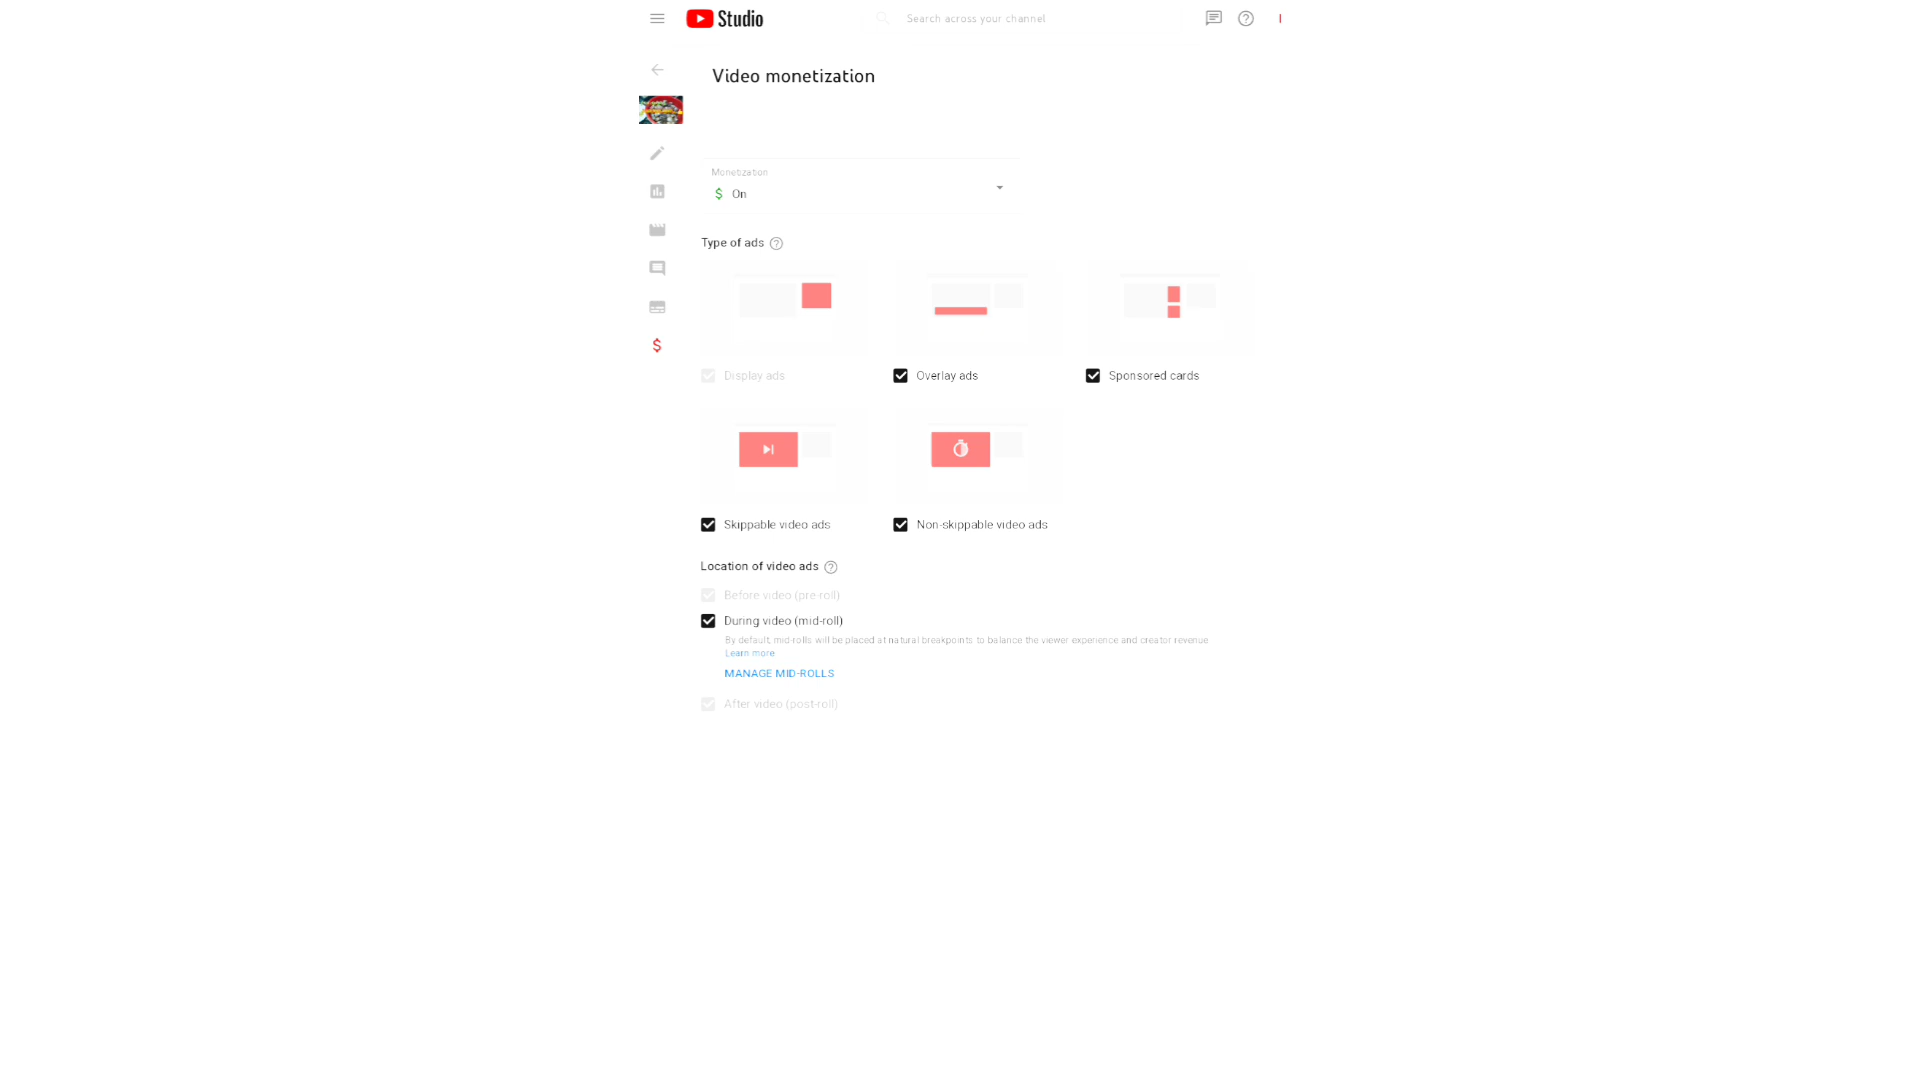 Studio
Search across your channel
Video monetization
Monetization
$ On
Type of ads
Display ads
Overlay ads
Sponsored cards
Skippable video ads
Non-skippable video ads
Location of video ads
Before video (pre-roll)
During video (mid-roll)
By default, mid-rolls will be placed at natural breakpoints to balance the viewer experience and creator revenue
Learn more
MANAGE MID-ROLLS
After video (post-roll)